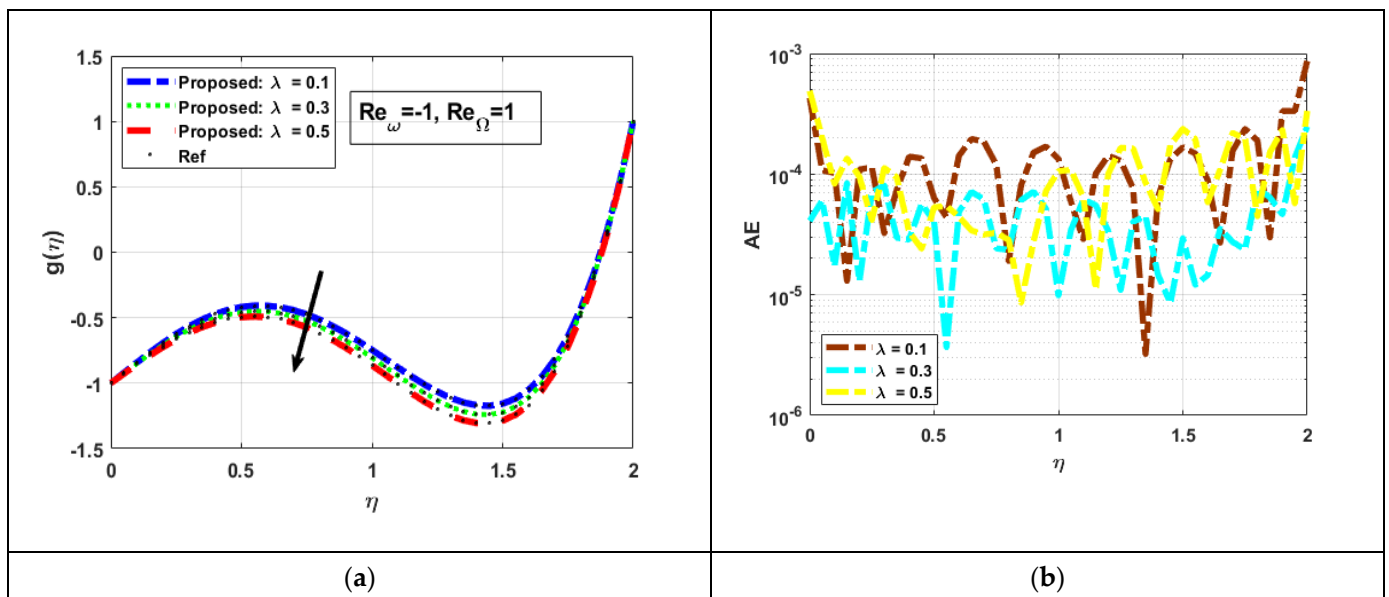 1.5
1
0.5
0
-0.5
-1
-1.5
g(η)
Proposed: λ = 0.1
Proposed: λ = 0.3
Proposed: λ = 0.5
Ref
Re_ω=-1, Re_Ω=1
0 0.5 1 1.5 2
η
(a)
10^-3
10^-4
10^-5
10^-6
AE
λ = 0.1
λ = 0.3
λ = 0.5
0 0.5 1 1.5 2
η
(b)